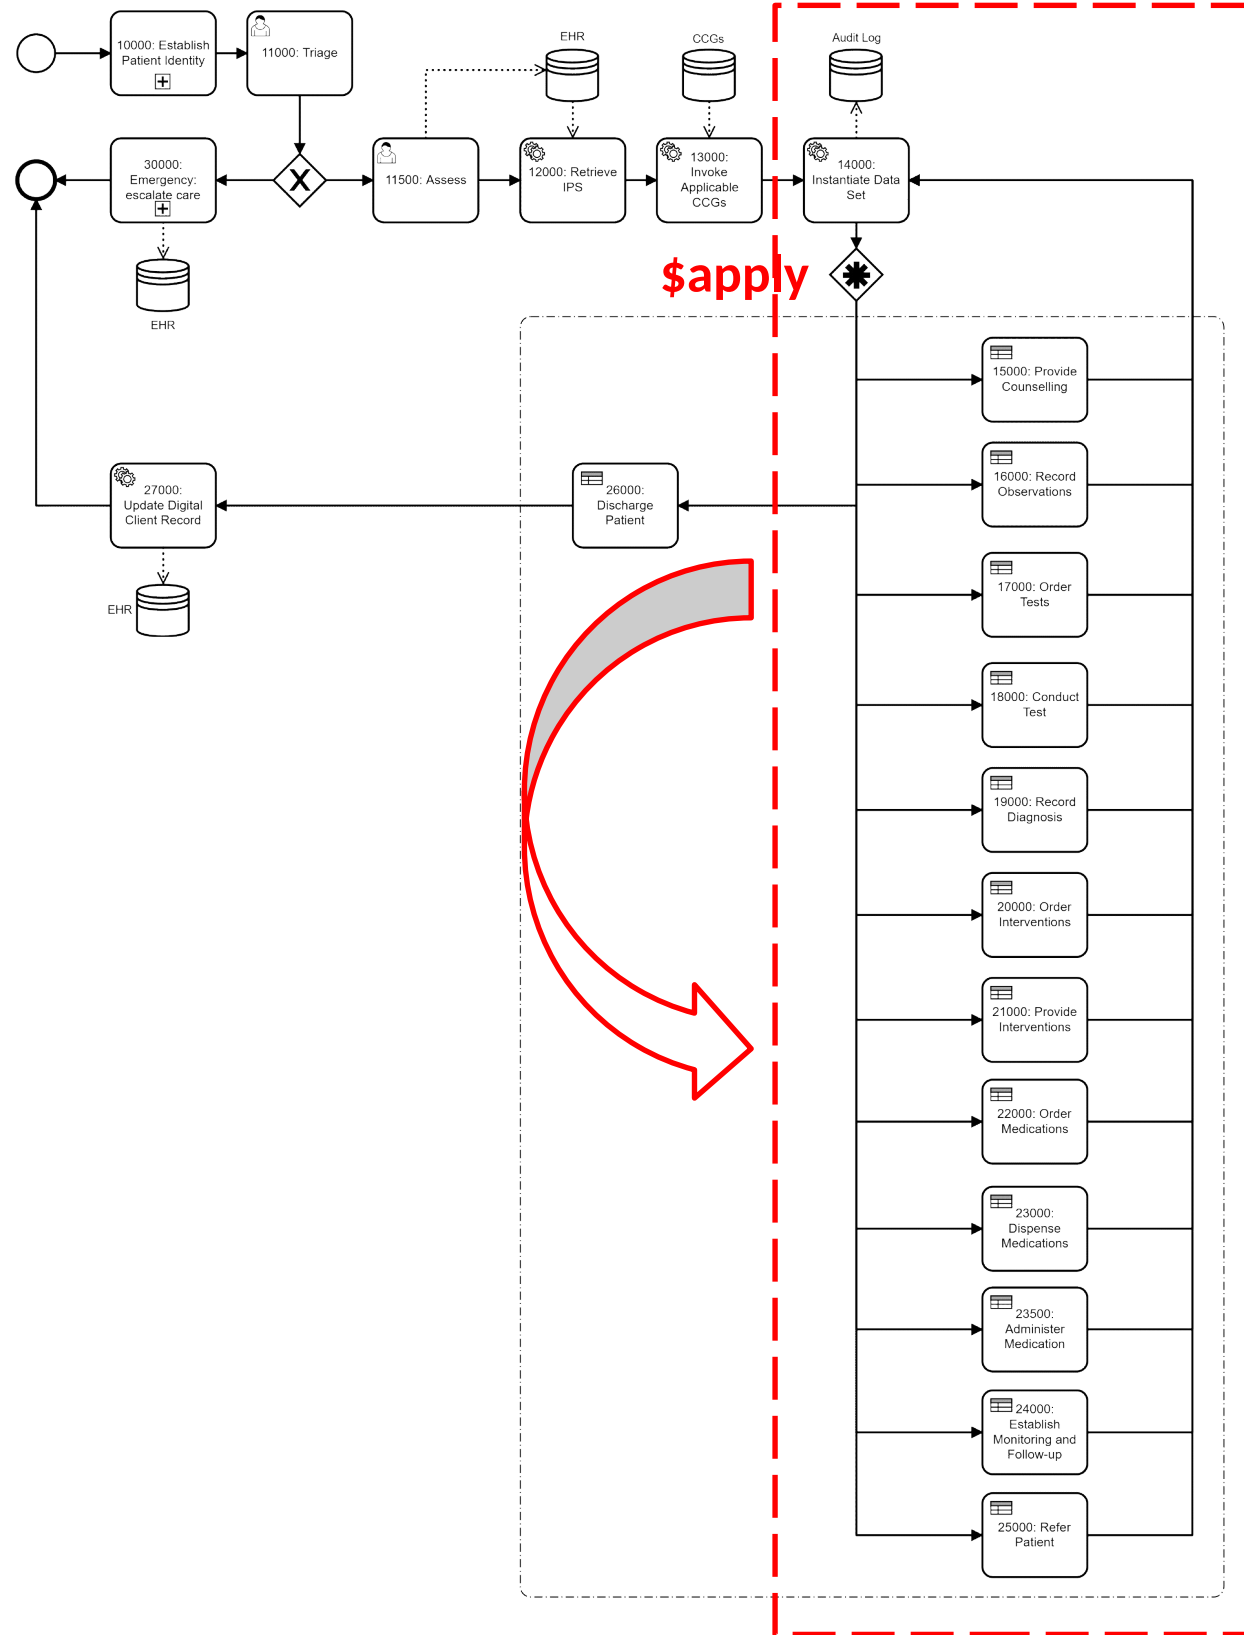 10000: Establish
Patient Identity
11000: Triage
EHR
CCGs
Audit Log
30000:
Emergency:
escalate care
X
11500: Assess
12000: Retrieve
IPS
13000:
Invoke
Applicable
CCGs
14000:
Instantiate Data
Set
$apply
EHR
15000: Provide
Counselling
16000: Record
Observations
27000:
Update Digital
Client Record
26000:
Discharge
Patient
EHR
17000: Order
Tests
18000: Conduct
Test
19000: Record
Diagnosis
20000: Order
Interventions
21000: Provide
Interventions
22000: Order
Medications
23000:
Dispense
Medications
23500:
Administer
Medication
24000:
Establish
Monitoring and
Follow-up
25000: Refer
Patient